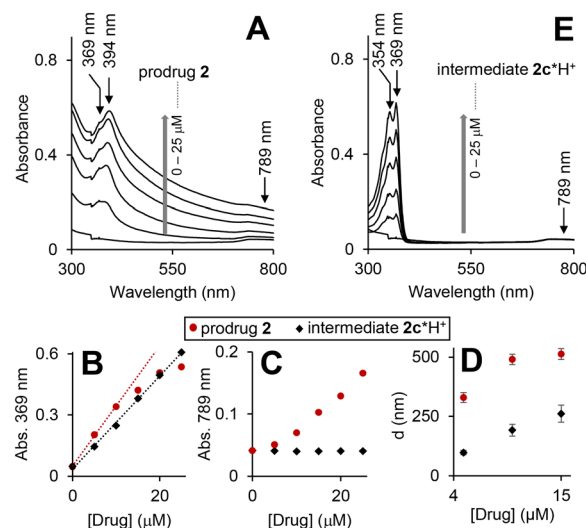 A
369 nm
394 nm
prodrug 2
0 – 25 μM
789 nm
Absorbance
0.8
0.4
0
300
550
800
Wavelength (nm)
E
354 nm
369 nm
intermediate 2c*H+
0 – 25 μM
789 nm
Absorbance
0.8
0.4
0
300
550
800
Wavelength (nm)
prodrug 2
intermediate 2c*H+
B
Abs. 369 nm
0.6
0.3
0.0
0
20
[Drug] (μM)
C
Abs. 789 nm
0.2
0.1
0
0
20
[Drug] (μM)
D
d (nm)
500
250
0
4
15
[Drug] (μM)